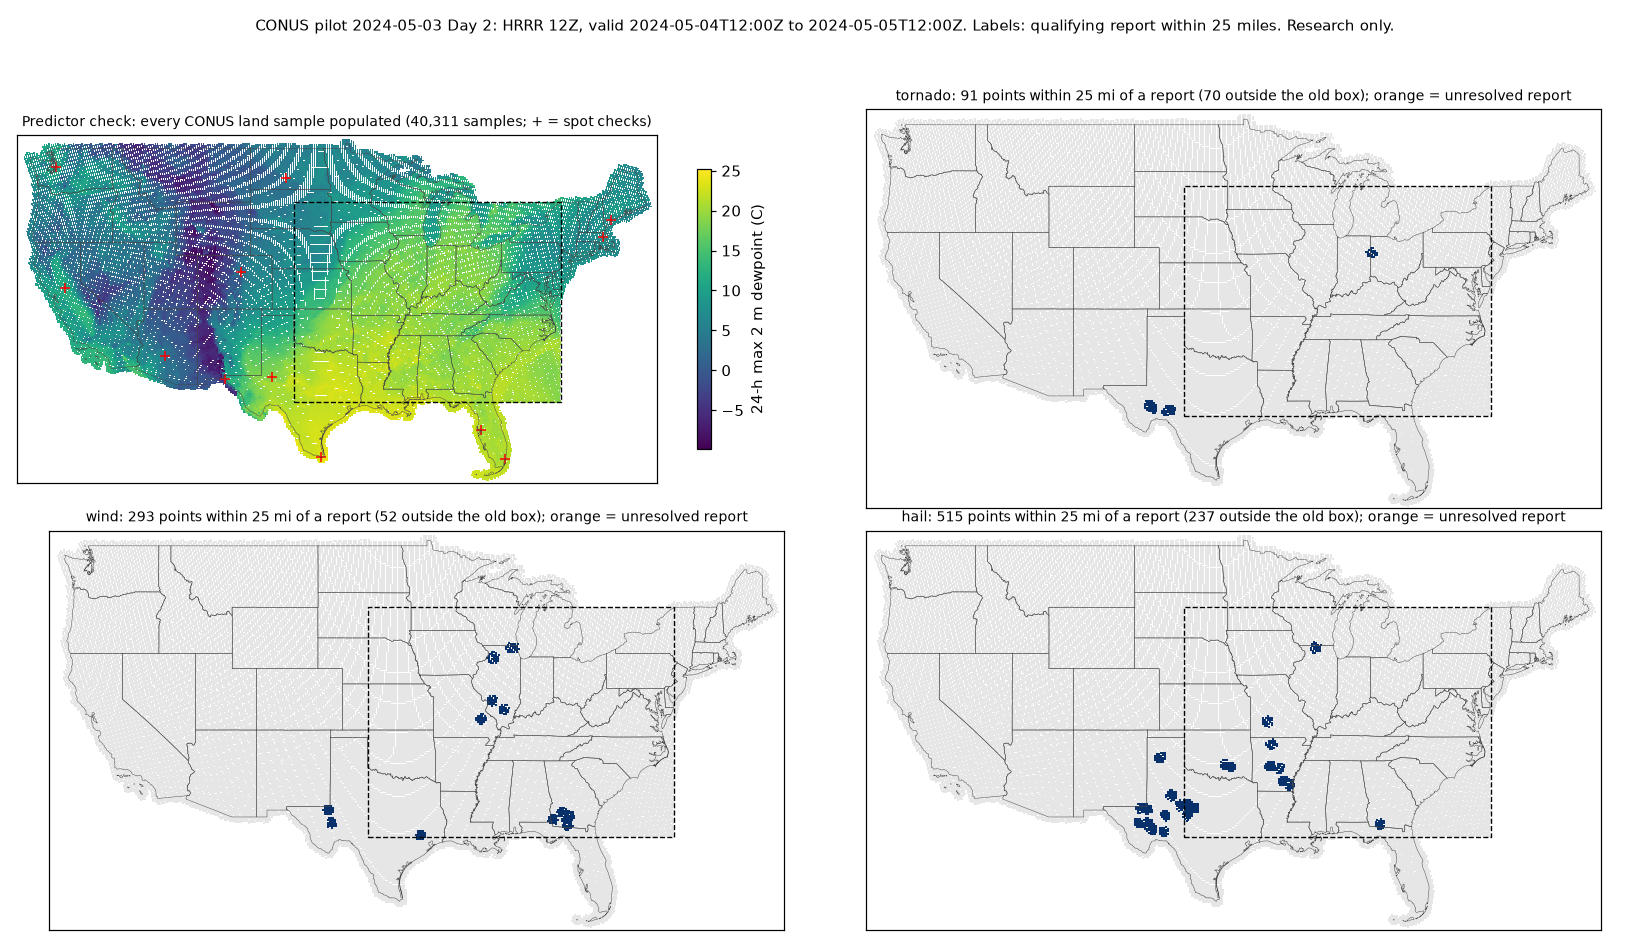 CONUS pilot 2024-05-03 Day 2: HRRR 12Z, valid 2024-05-04T12:00Z to 2024-05-05T12:00Z. Labels: qualifying report within 25 miles. Research only.
Predictor check: every CONUS land sample populated (40,311 samples; + = spot checks)
25
20
15
10
5
0
−5
24-h max 2 m dewpoint (C)
tornado: 91 points within 25 mi of a report (70 outside the old box); orange = unresolved report
wind: 293 points within 25 mi of a report (52 outside the old box); orange = unresolved report
hail: 515 points within 25 mi of a report (237 outside the old box); orange = unresolved report